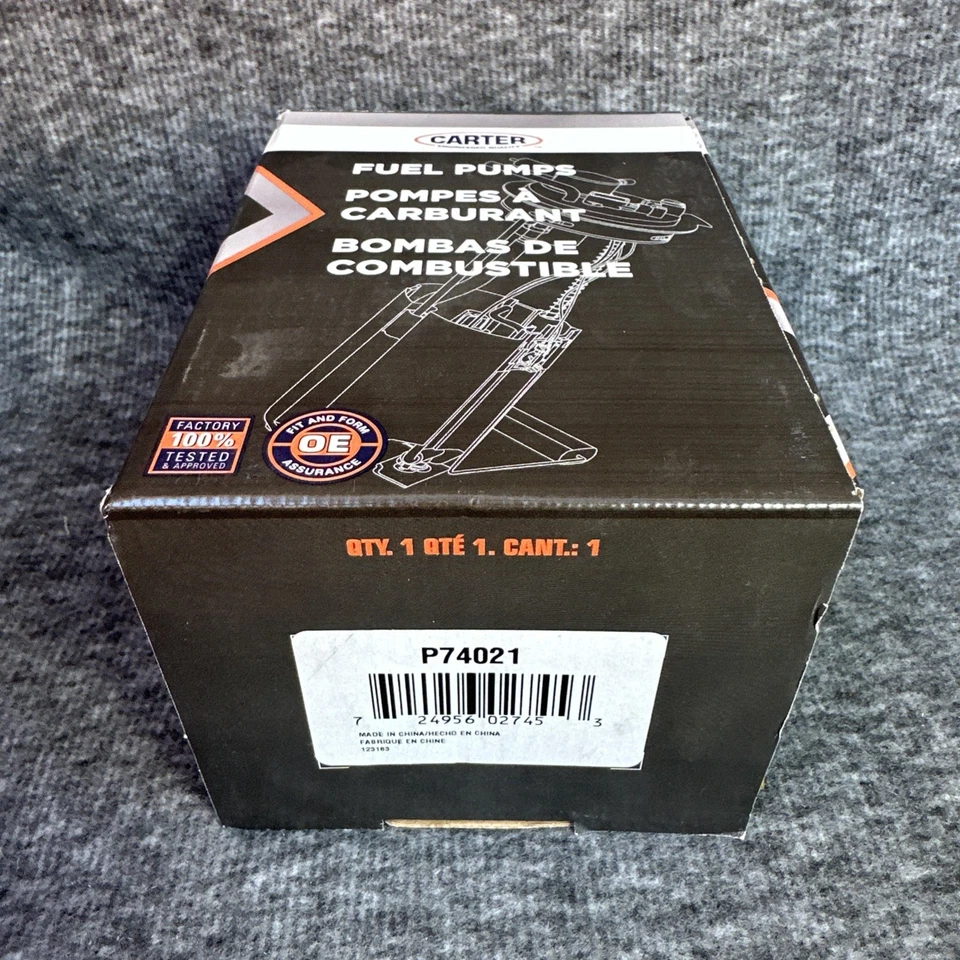 CARTER
FUEL PUMPS
POMPES À
CARBURANT
BOMBAS DE
COMBUSTIBLE
FACTORY
100%
TESTED
& APPROVED
FIT AND FORM
OE
ASSURANCE
QTY. 1 QTÉ 1. CANT.: 1
P74021
7 24956 02745 3
MADE IN CHINA/HECHO EN CHINA
FABRIQUE EN CHINE
123163